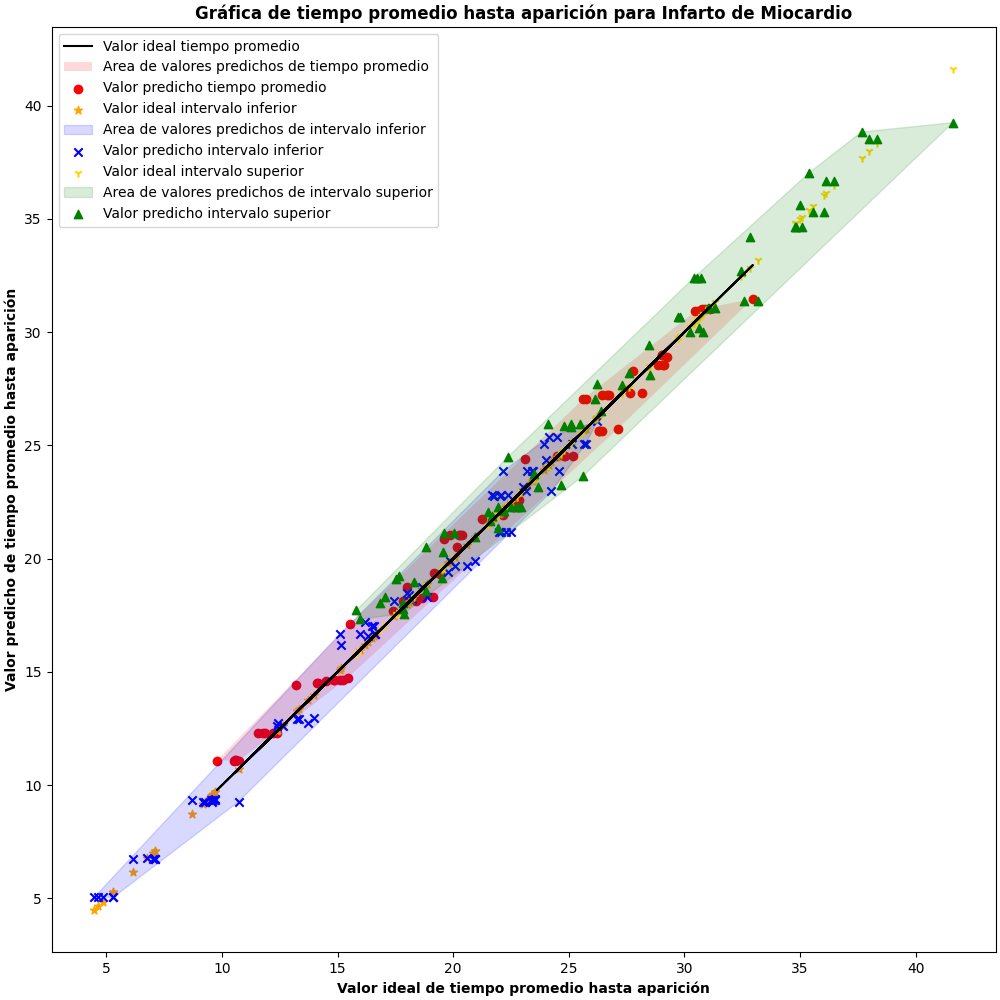 Gráfica de tiempo promedio hasta aparición para Infarto de Miocardio
Valor ideal tiempo promedio
Area de valores predichos de tiempo promedio
Valor predicho tiempo promedio
Valor ideal intervalo inferior
Area de valores predichos de intervalo inferior
Valor predicho intervalo inferior
Valor ideal intervalo superior
Area de valores predichos de intervalo superior
Valor predicho intervalo superior
Valor predicho de tiempo promedio hasta aparición
40
35
30
25
20
15
10
5
5 10 15 20 25 30 35 40
Valor ideal de tiempo promedio hasta aparición